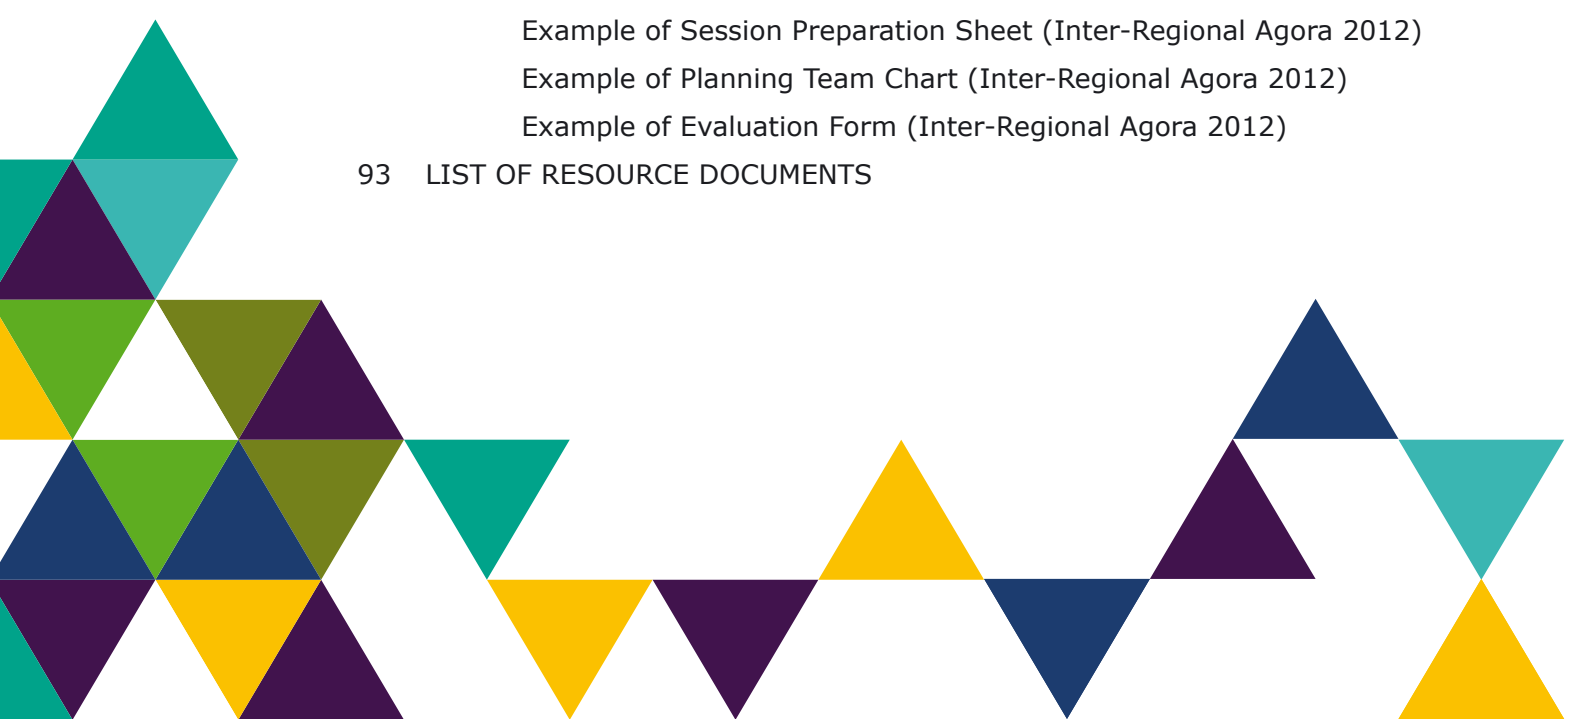 Example of Session Preparation Sheet (Inter-Regional Agora 2012)
Example of Planning Team Chart (Inter-Regional Agora 2012)
Example of Evaluation Form (Inter-Regional Agora 2012)
93 LIST OF RESOURCE DOCUMENTS